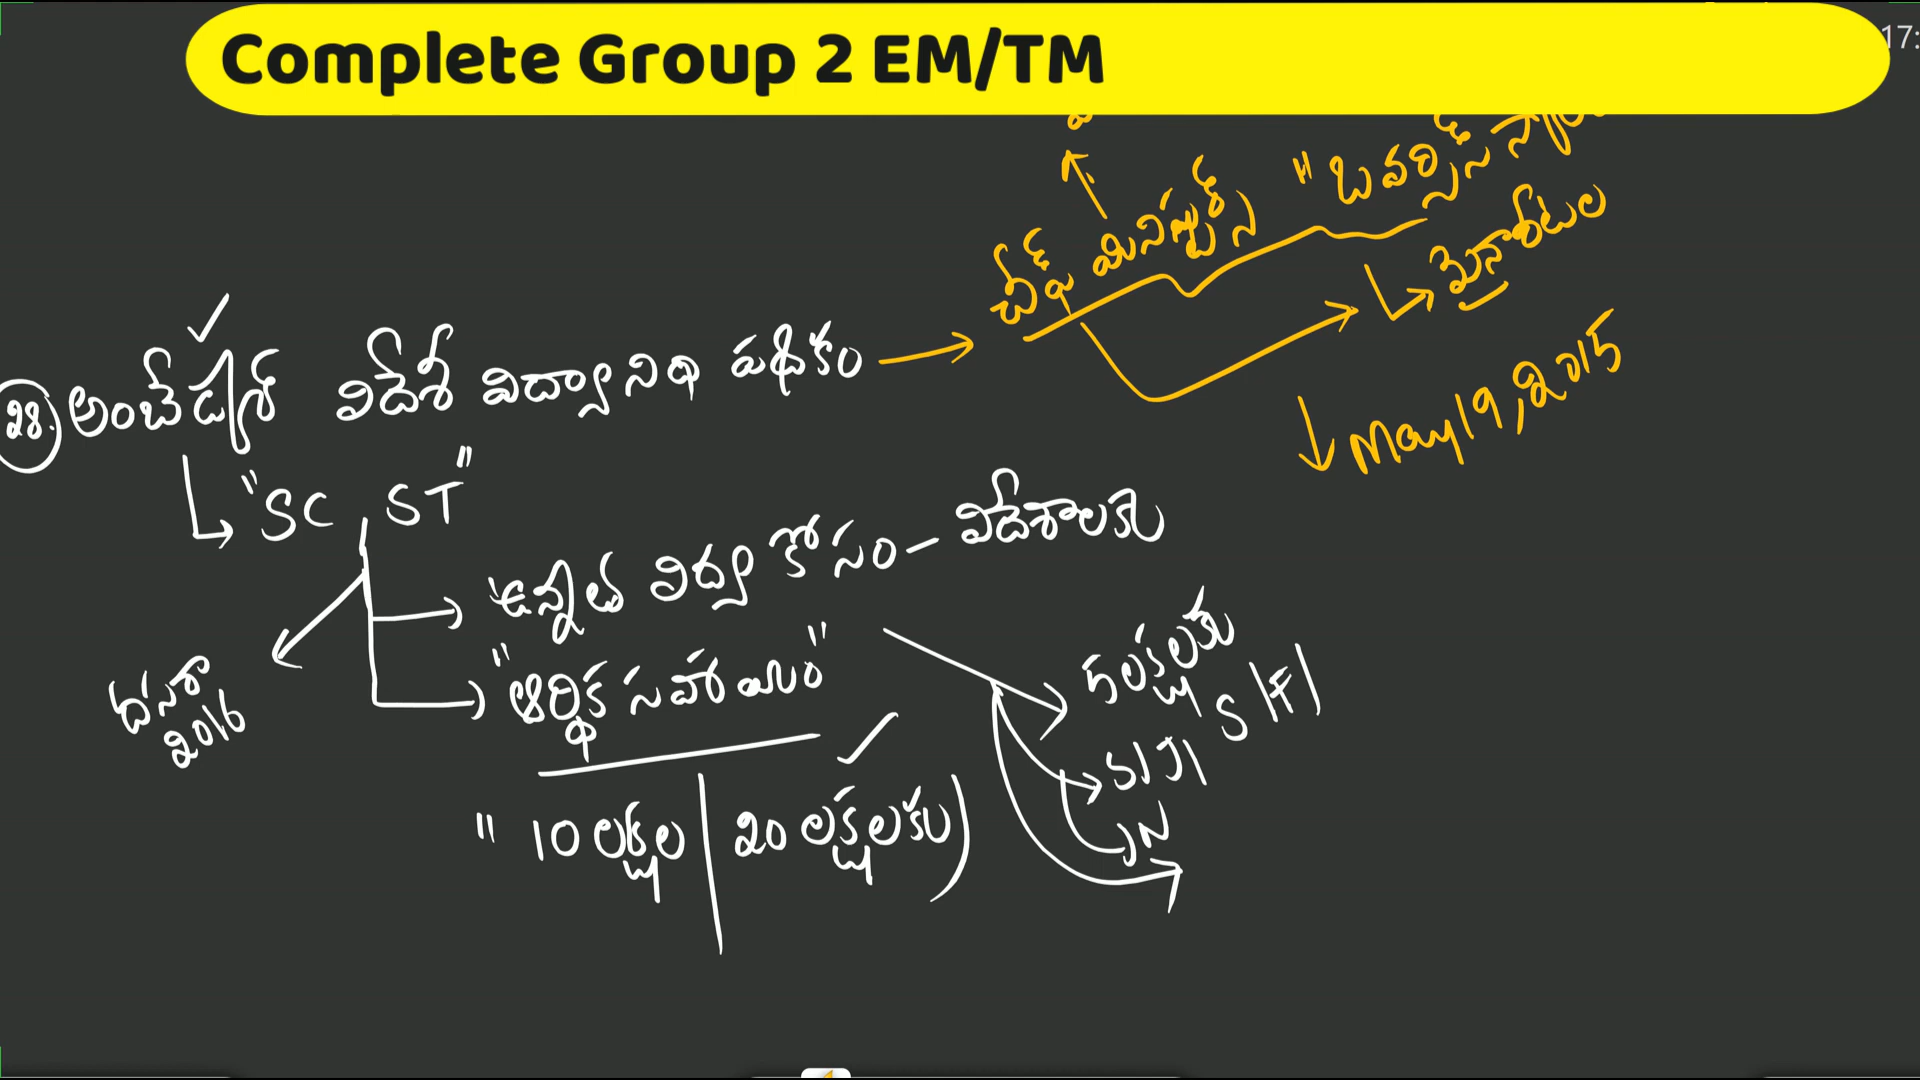 Complete Group 2 EM/TM
17:
చీఫ్ మినిస్టర్స్ "ఓవర్సీస్
మైనారిటీల
May 19, 2015
28. అంబేడ్కర్ విదేశీ విద్యానిధి పథకం
"SC, ST"
ఉన్నత విద్య కోసం - విదేశాలకు
"ఆర్థిక సహాయం"
దసరా
2016
5 లక్షలకు
"10 లక్షల 20 లక్షలకు)
N